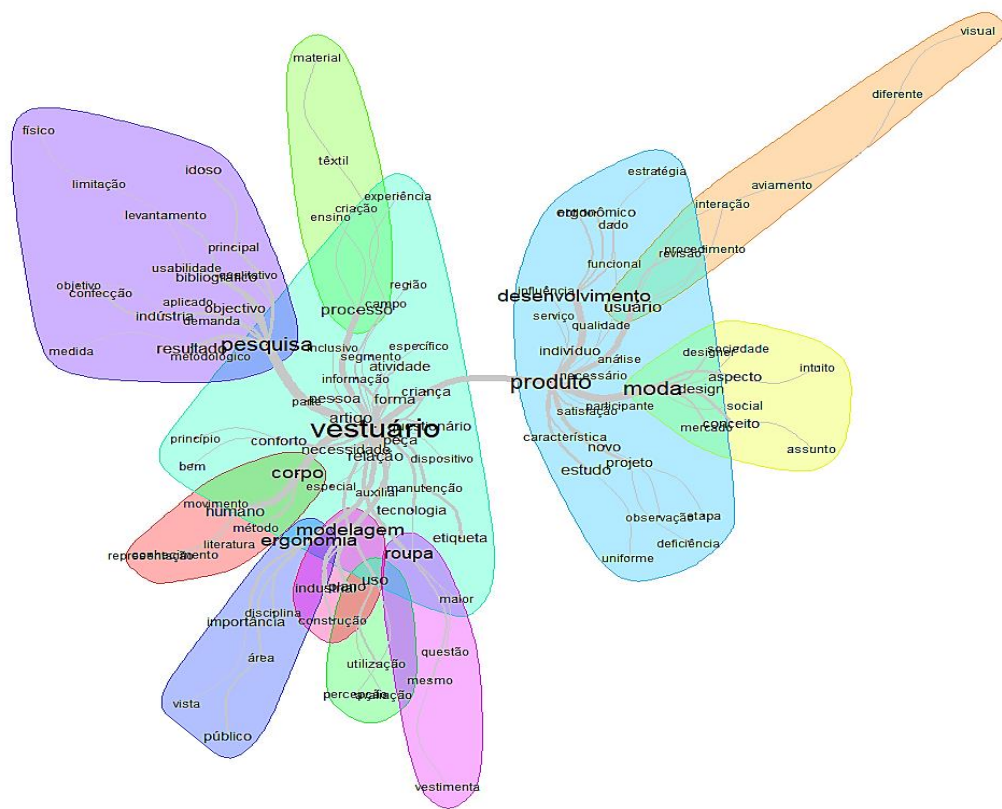 visual
material
diferente
físico
têxtil
estratégia
idoso
limitação
aviamento
experiência
interação
criação
ensino
levantamento
ergonômico
dado
principal
procedimento
revisão
usabilidade
funcional
bibliográfico
região
objetivo
confecção
influência
desenvolvimento
aplicado
campo
usuário
objectivo
processo
indústria
demanda
serviço
qualidade
pesquisa
resultado
inclusivo
específico
sociedade
designer
medida
metodológico
segmento
indivíduo
análise
atividade
intuito
informação
necessário
aspecto
produto
moda
design
pessoa
forma
criança
parte
participante
social
artigo
satisfação
conceito
vestuário
questionário
mercado
princípio
conforto
peça
característica
necessidade
novo
assunto
relação
dispositivo
bem
projeto
corpo
estudo
especial
auxiliar
manutenção
movimento
humano
tecnologia
observação
etapa
método
modelagem
ergonomia
etiqueta
literatura
deficiência
representação
conhecimento
roupa
uniforme
uso
industrial
plano
maior
disciplina
importância
construção
questão
área
utilização
mesmo
percepção
avaliação
vista
público
vestimenta